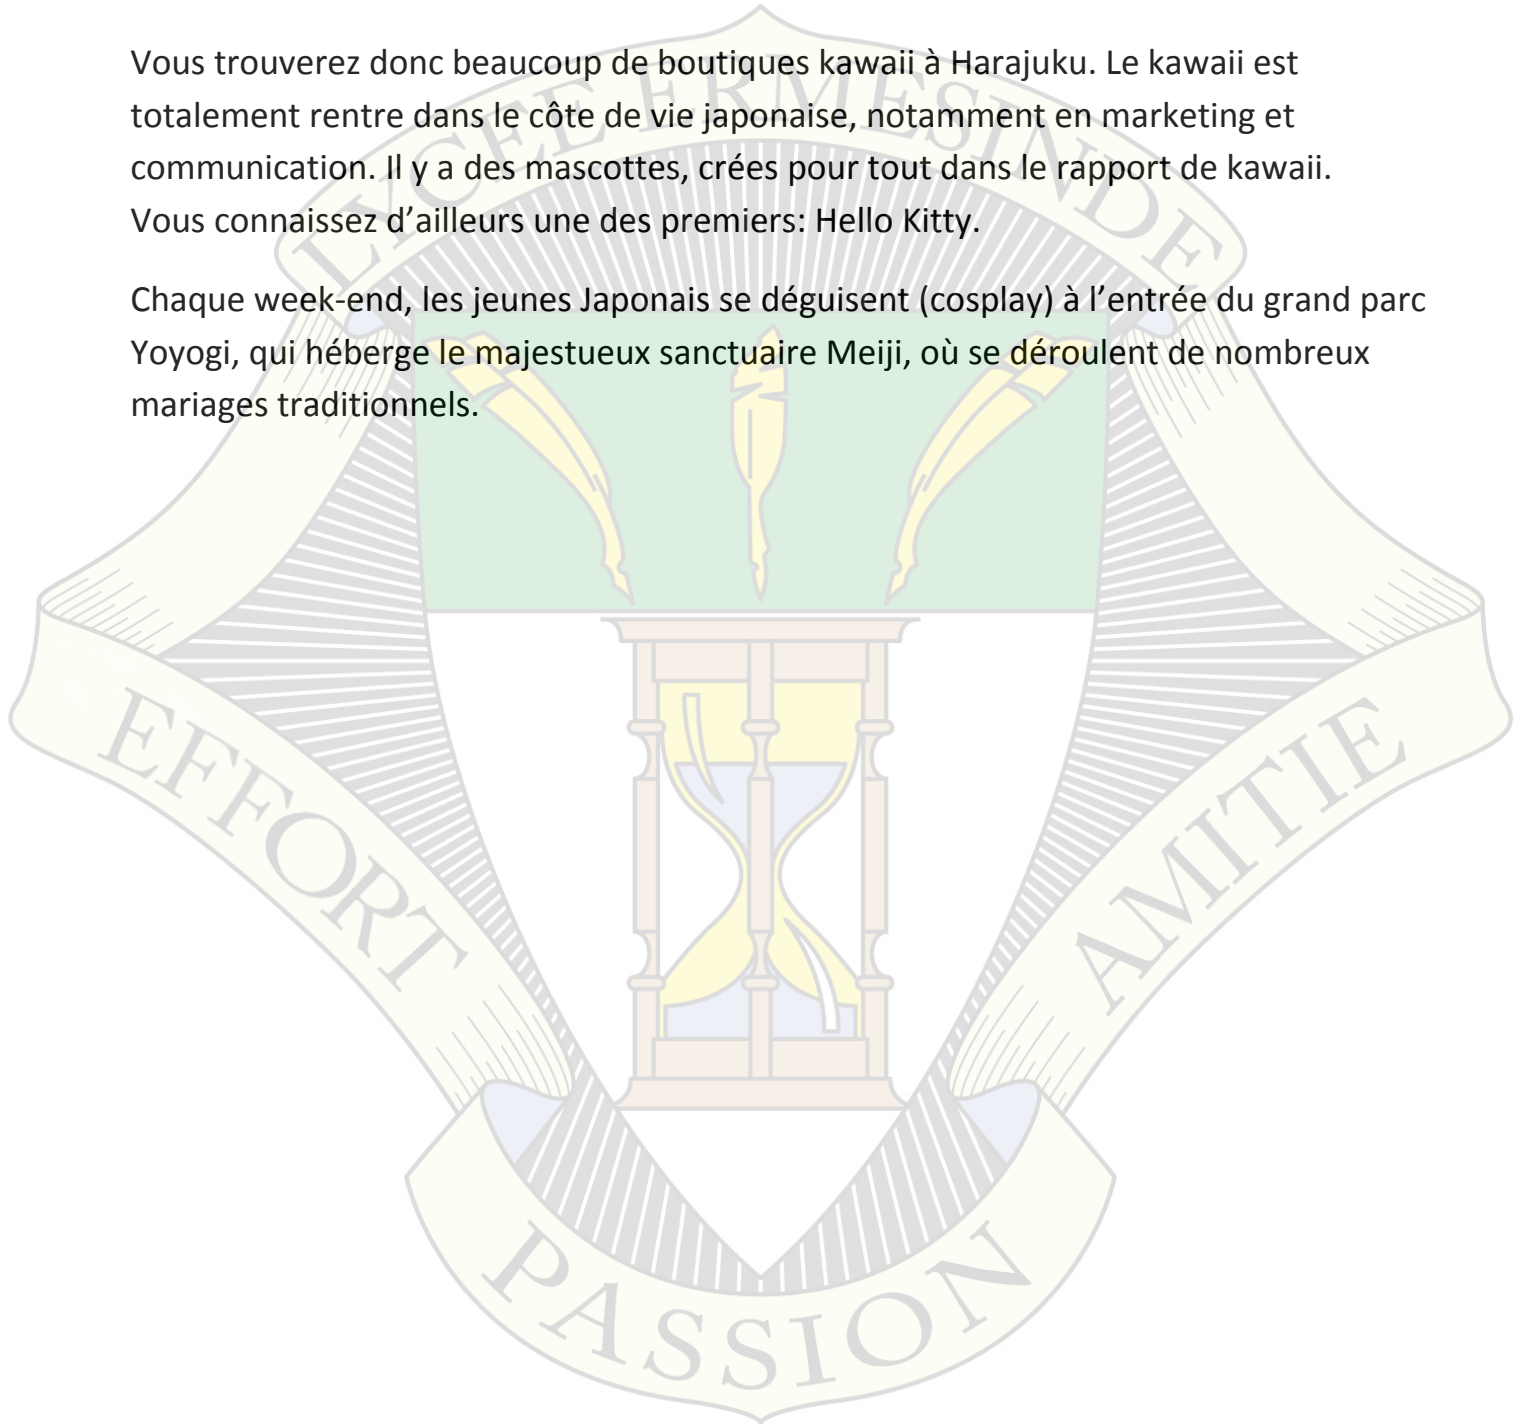 Vous trouverez donc beaucoup de boutiques kawaii à Harajuku. Le kawaii est
totalement rentre dans le côte de vie japonaise, notamment en marketing et
communication. Il y a des mascottes, crées pour tout dans le rapport de kawaii.
Vous connaissez d’ailleurs une des premiers: Hello Kitty.
Chaque week-end, les jeunes Japonais se déguisent (cosplay) à l’entrée du grand parc
Yoyogi, qui héberge le majestueux sanctuaire Meiji, où se déroulent de nombreux
mariages traditionnels.
LYCEE ERMESINDE
EFFORT
AMITIE
PASSION